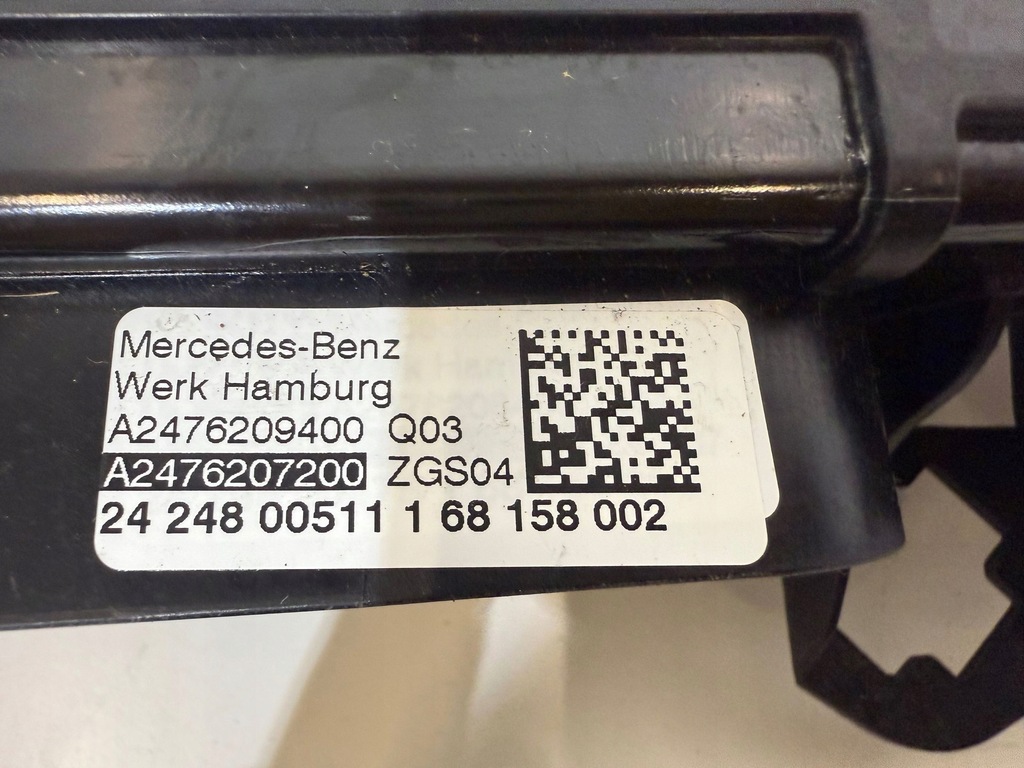 Mercedes-Benz
Werk Hamburg
A2476209400 Q03
A2476207200 ZGS04
24 248 00511 1 68 158 002